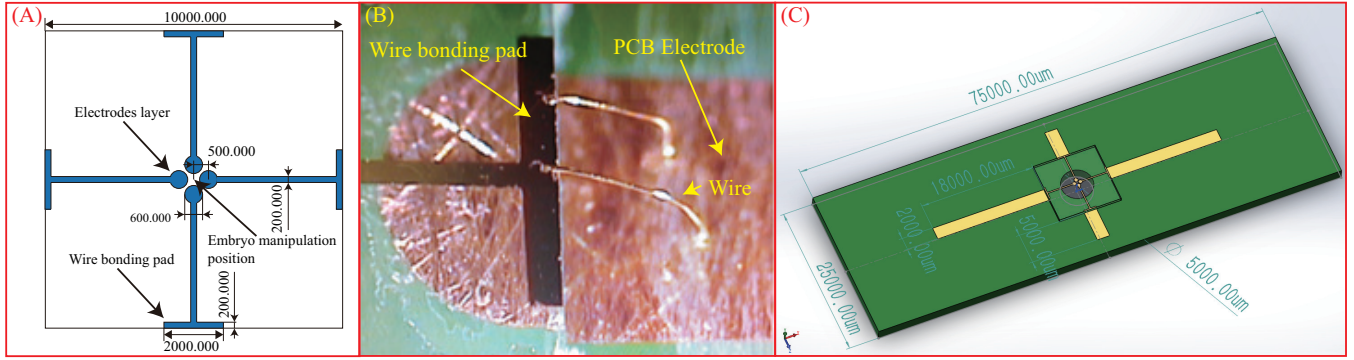 (A)
10000.000
Electrodes layer
500.000
200.000
600.000
Embryo manipulation
position
Wire bonding pad
200.000
2000.000
(B)
Wire bonding pad
PCB Electrode
Wire
(C)
75000.00um
18000.00um
2000.00um
5000.00um
25000.00um
Ø 5000.00um